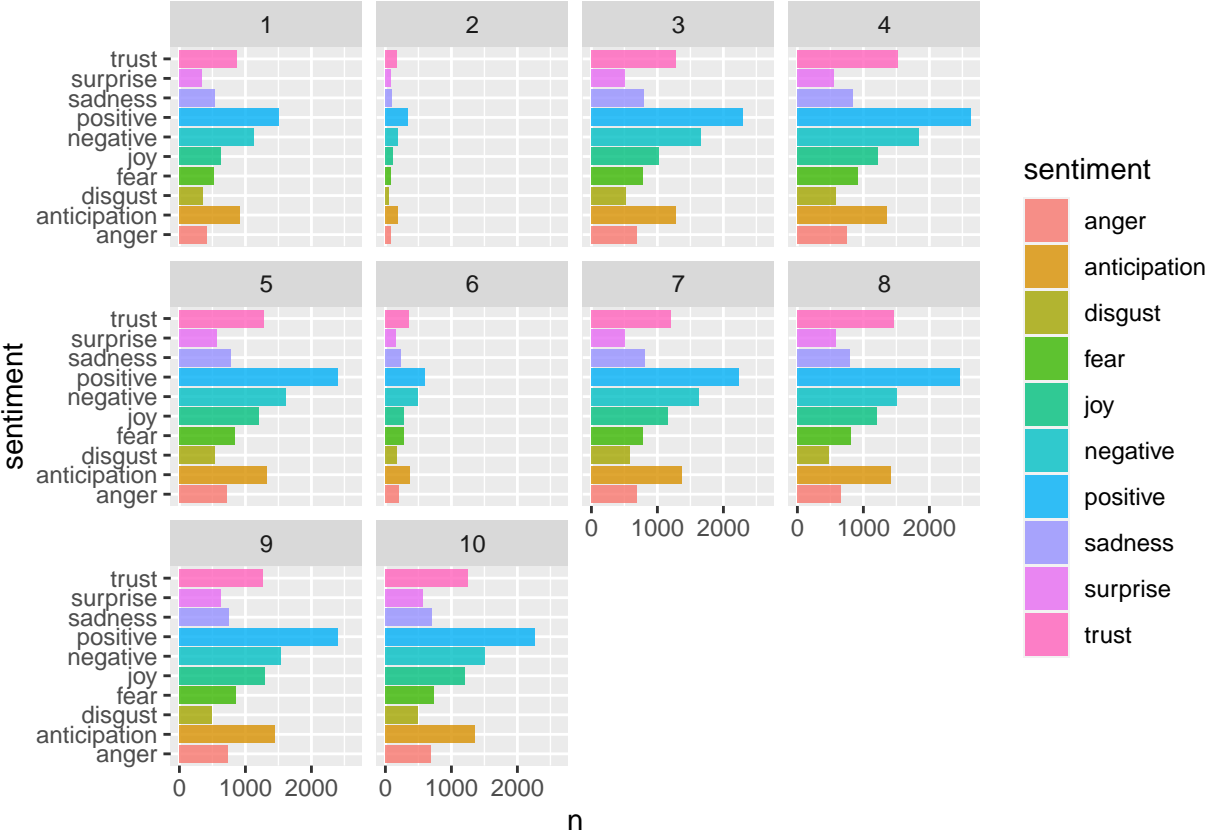 1 2 3 4
trust
surprise
sadness
positive
negative
joy
fear
disgust
anticipation
anger
5 6 7 8
trust
surprise
sadness
positive
negative
joy
fear
disgust
anticipation
anger
0 1000 2000 0 1000 2000
9 10
trust
surprise
sadness
positive
negative
joy
fear
disgust
anticipation
anger
0 1000 2000 0 1000 2000
n
sentiment
sentiment
anger
anticipation
disgust
fear
joy
negative
positive
sadness
surprise
trust